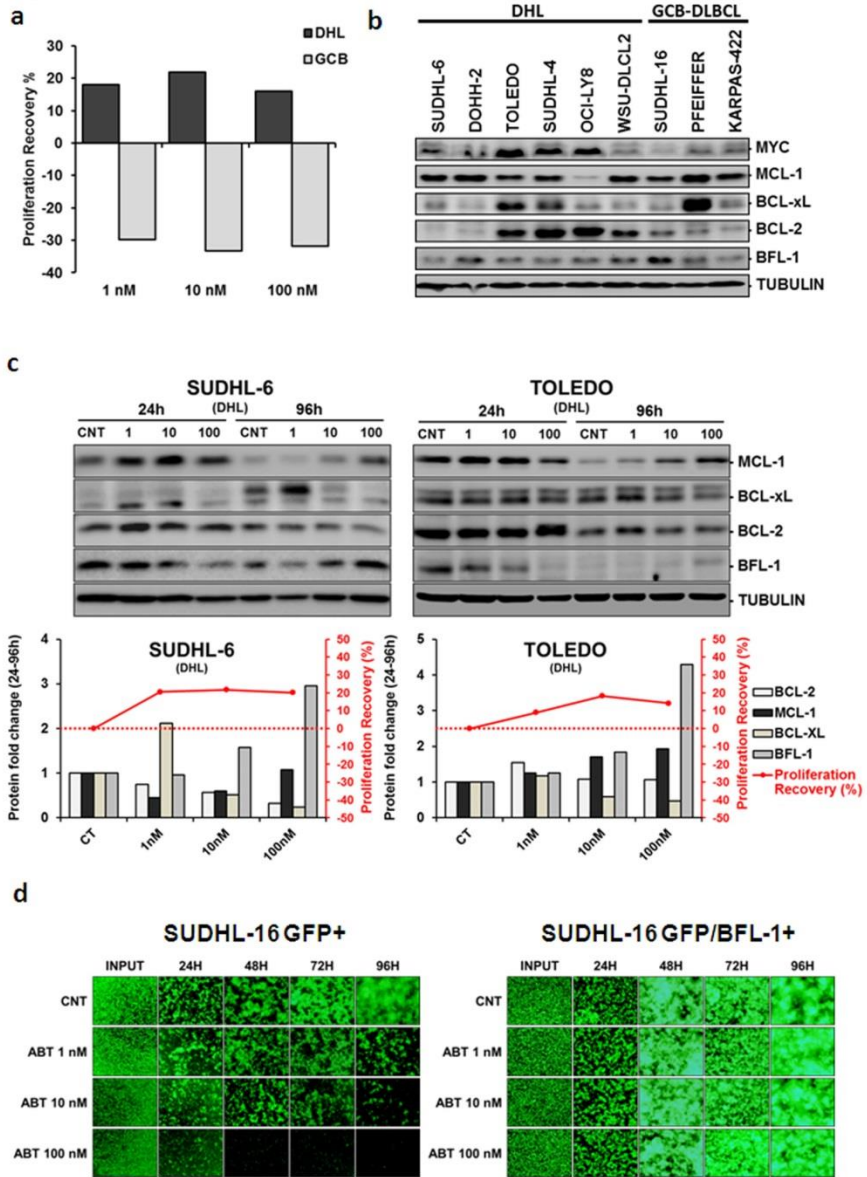 a
DHL
GCB
Proliferation Recovery %
30
20
10
0
-10
-20
-30
-40
1 nM 10 nM 100 nM
b
DHL GCB-DLBCL
SUDHL-6 DOHH-2 TOLEDO SUDHL-4 OCI-LY8 WSU-DLCL2 SUDHL-16 PFEIFFER KARPAS-422
MYC
MCL-1
BCL-xL
BCL-2
BFL-1
TUBULIN
c
SUDHL-6
24h (DHL) 96h
CNT 1 10 100 CNT 1 10 100
TOLEDO
24h (DHL) 96h
CNT 1 10 100 CNT 1 10 100
MCL-1
BCL-xL
BCL-2
BFL-1
TUBULIN
SUDHL-6
(DHL)
Protein fold change (24-96h)
4
3
2
1
0
50
40
30
20
10
0
-10
-20
-30
-40
-50
Proliferation Recovery (%)
CT 1nM 10nM 100nM
TOLEDO
(DHL)
Protein fold change (24-96h)
5
4
3
2
1
0
50
40
30
20
10
0
-10
-20
-30
-40
-50
Proliferation Recovery (%)
CT 1nM 10nM 100nM
BCL-2
MCL-1
BCL-XL
BFL-1
Proliferation
Recovery (%)
d
SUDHL-16 GFP+
INPUT 24H 48H 72H 96H
CNT
ABT 1 nM
ABT 10 nM
ABT 100 nM
SUDHL-16 GFP/BFL-1+
INPUT 24H 48H 72H 96H
CNT
ABT 1 nM
ABT 10 nM
ABT 100 nM